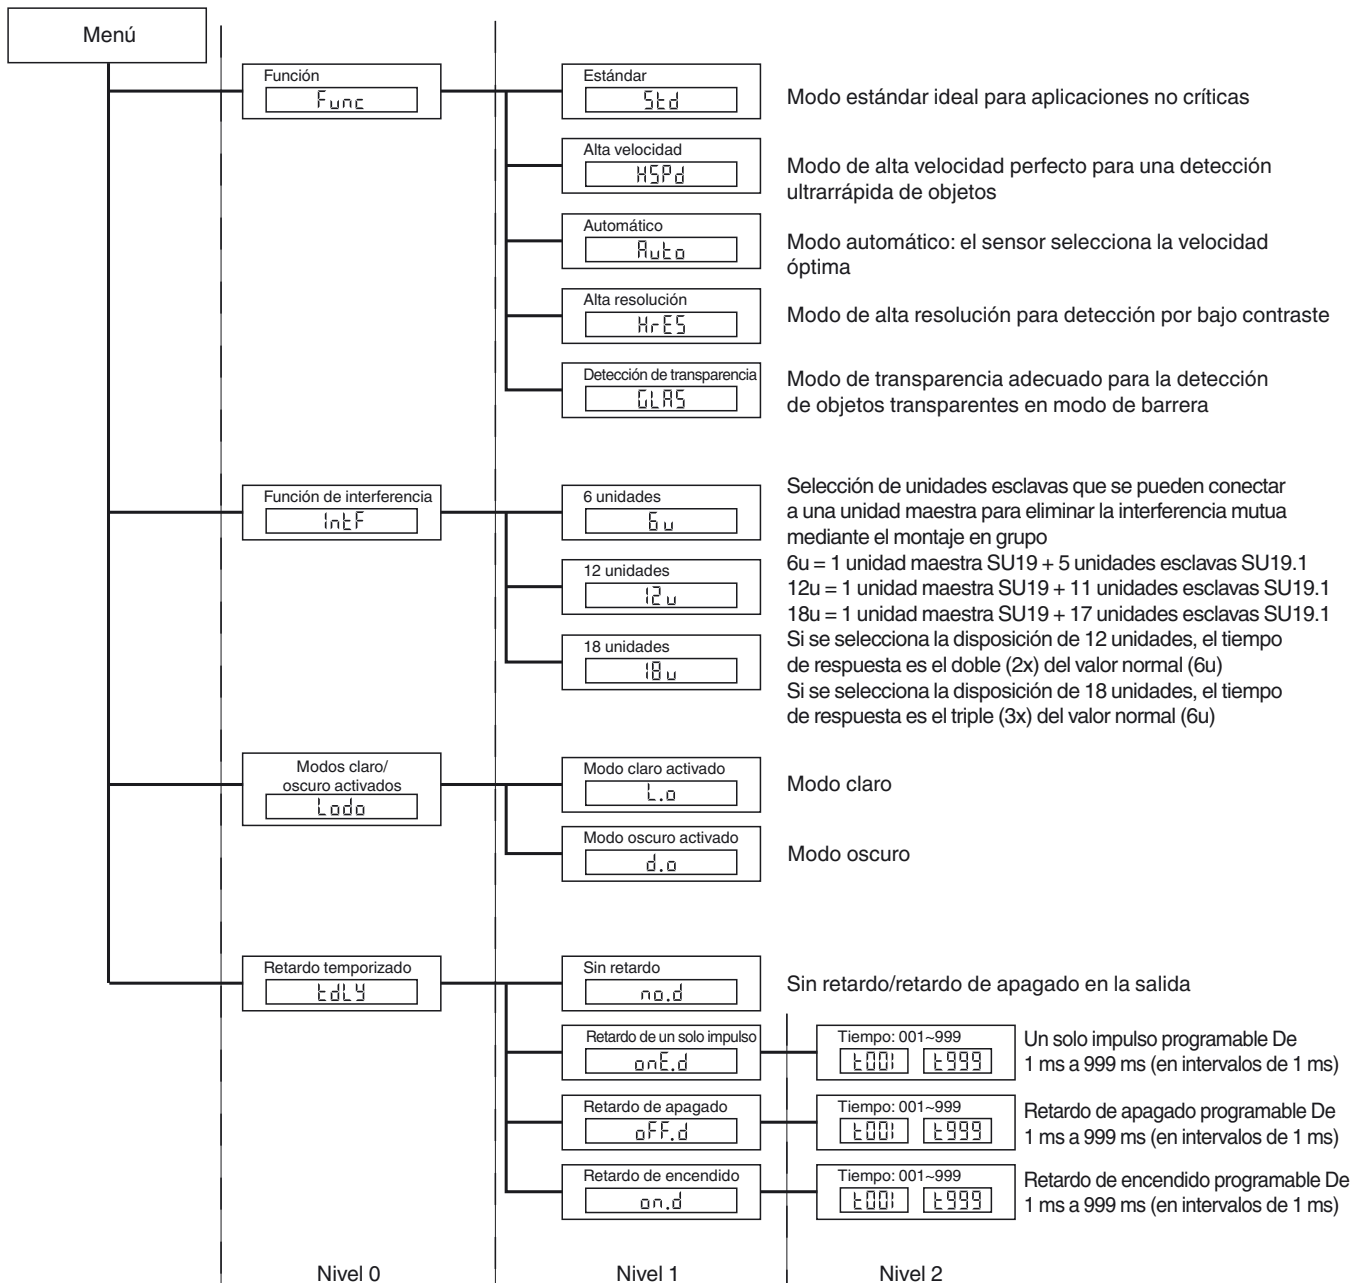 Menú
Función
Func
Estándar
Std
Modo estándar ideal para aplicaciones no críticas
Alta velocidad
HSPd
Modo de alta velocidad perfecto para una detección
ultrarrápida de objetos
Automático
Auto
Modo automático: el sensor selecciona la velocidad
óptima
Alta resolución
HrES
Modo de alta resolución para detección por bajo contraste
Detección de transparencia
GLAS
Modo de transparencia adecuado para la detección
de objetos transparentes en modo de barrera
Función de interferencia
IntF
6 unidades
6u
12 unidades
12u
18 unidades
18u
Selección de unidades esclavas que se pueden conectar
a una unidad maestra para eliminar la interferencia mutua
mediante el montaje en grupo
6u = 1 unidad maestra SU19 + 5 unidades esclavas SU19.1
12u = 1 unidad maestra SU19 + 11 unidades esclavas SU19.1
18u = 1 unidad maestra SU19 + 17 unidades esclavas SU19.1
Si se selecciona la disposición de 12 unidades, el tiempo
de respuesta es el doble (2x) del valor normal (6u)
Si se selecciona la disposición de 18 unidades, el tiempo
de respuesta es el triple (3x) del valor normal (6u)
Modos claro/
oscuro activados
Lodo
Modo claro activado
L.o
Modo claro
Modo oscuro activado
d.o
Modo oscuro
Retardo temporizado
tdLY
Sin retardo
no.d
Sin retardo/retardo de apagado en la salida
Retardo de un solo impulso
onE.d
Tiempo: 001~999
t001 t999
Un solo impulso programable De
1 ms a 999 ms (en intervalos de 1 ms)
Retardo de apagado
oFF.d
Tiempo: 001~999
t001 t999
Retardo de apagado programable De
1 ms a 999 ms (en intervalos de 1 ms)
Retardo de encendido
on.d
Tiempo: 001~999
t001 t999
Retardo de encendido programable De
1 ms a 999 ms (en intervalos de 1 ms)
Nivel 0
Nivel 1
Nivel 2